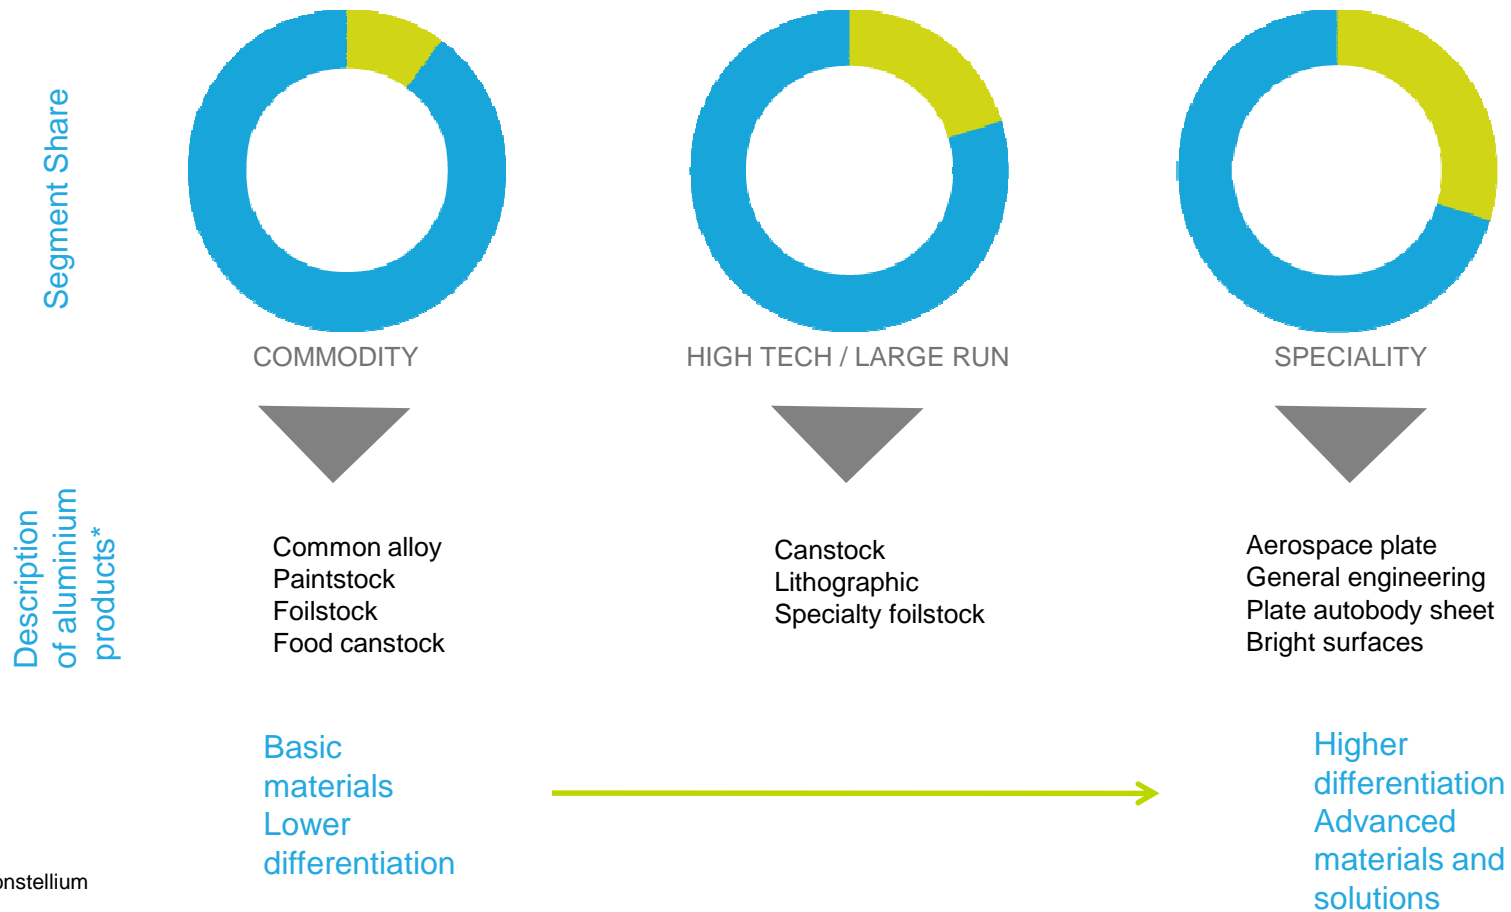 Segment Share
COMMODITY
HIGH TECH / LARGE RUN
SPECIALITY
Description
of aluminium
products*
Common alloy
Paintstock
Foilstock
Food canstock
Canstock
Lithographic
Specialty foilstock
Aerospace plate
General engineering
Plate autobody sheet
Bright surfaces
Basic
materials
Lower
differentiation
Higher
differentiation
Advanced
materials and
solutions
onstellium